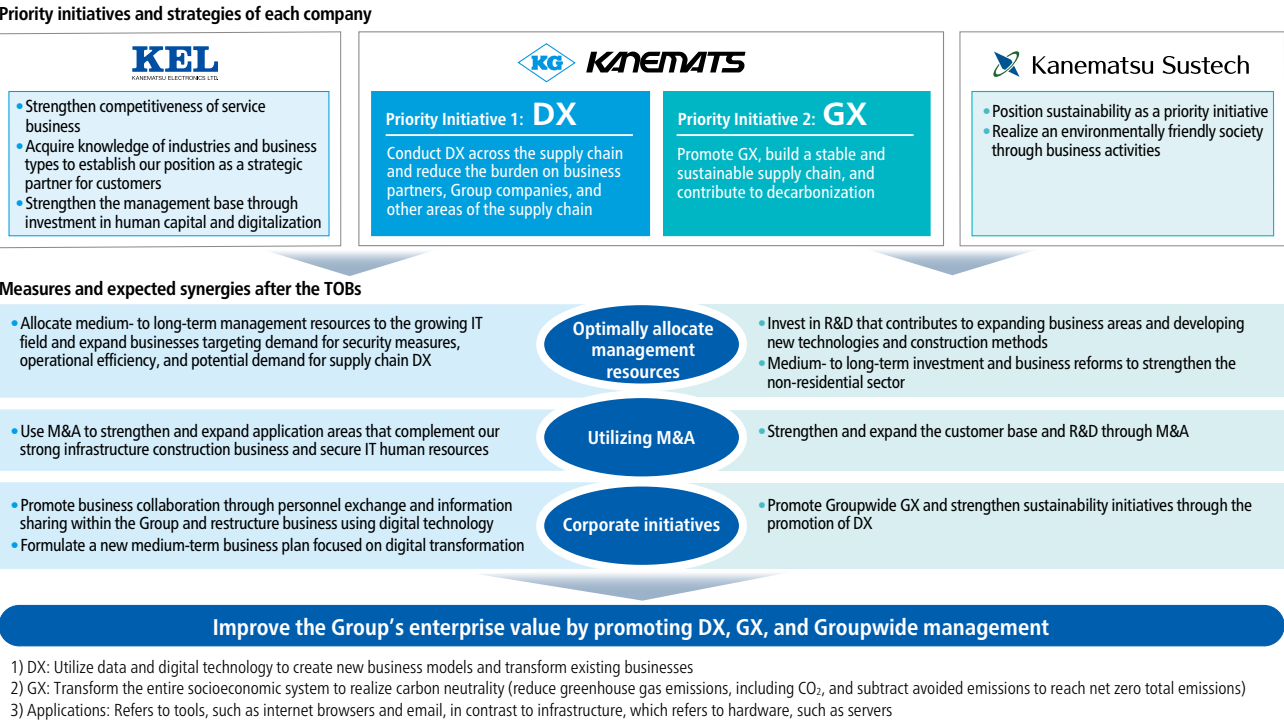 Priority initiatives and strategies of each company
KEL
KANEMATSU ELECTRONICS LTD.
• Strengthen competitiveness of service
business
• Acquire knowledge of industries and business
types to establish our position as a strategic
partner for customers
• Strengthen the management base through
investment in human capital and digitalization
KG KANEMATS
Priority Initiative 1: DX
Conduct DX across the supply chain
and reduce the burden on business
partners, Group companies, and
other areas of the supply chain
Priority Initiative 2: GX
Promote GX, build a stable and
sustainable supply chain, and
contribute to decarbonization
Kanematsu Sustech
• Position sustainability as a priority initiative
• Realize an environmentally friendly society
through business activities
Measures and expected synergies after the TOBs
• Allocate medium- to long-term management resources to the growing IT
field and expand businesses targeting demand for security measures,
operational efficiency, and potential demand for supply chain DX
Optimally allocate
management
resources
• Invest in R&D that contributes to expanding business areas and developing
new technologies and construction methods
• Medium- to long-term investment and business reforms to strengthen the
non-residential sector
• Use M&A to strengthen and expand application areas that complement our
strong infrastructure construction business and secure IT human resources
Utilizing M&A
• Strengthen and expand the customer base and R&D through M&A
• Promote business collaboration through personnel exchange and information
sharing within the Group and restructure business using digital technology
• Formulate a new medium-term business plan focused on digital transformation
Corporate initiatives
• Promote Groupwide GX and strengthen sustainability initiatives through the
promotion of DX
Improve the Group's enterprise value by promoting DX, GX, and Groupwide management
1) DX: Utilize data and digital technology to create new business models and transform existing businesses
2) GX: Transform the entire socioeconomic system to realize carbon neutrality (reduce greenhouse gas emissions, including CO₂, and subtract avoided emissions to reach net zero total emissions)
3) Applications: Refers to tools, such as internet browsers and email, in contrast to infrastructure, which refers to hardware, such as servers